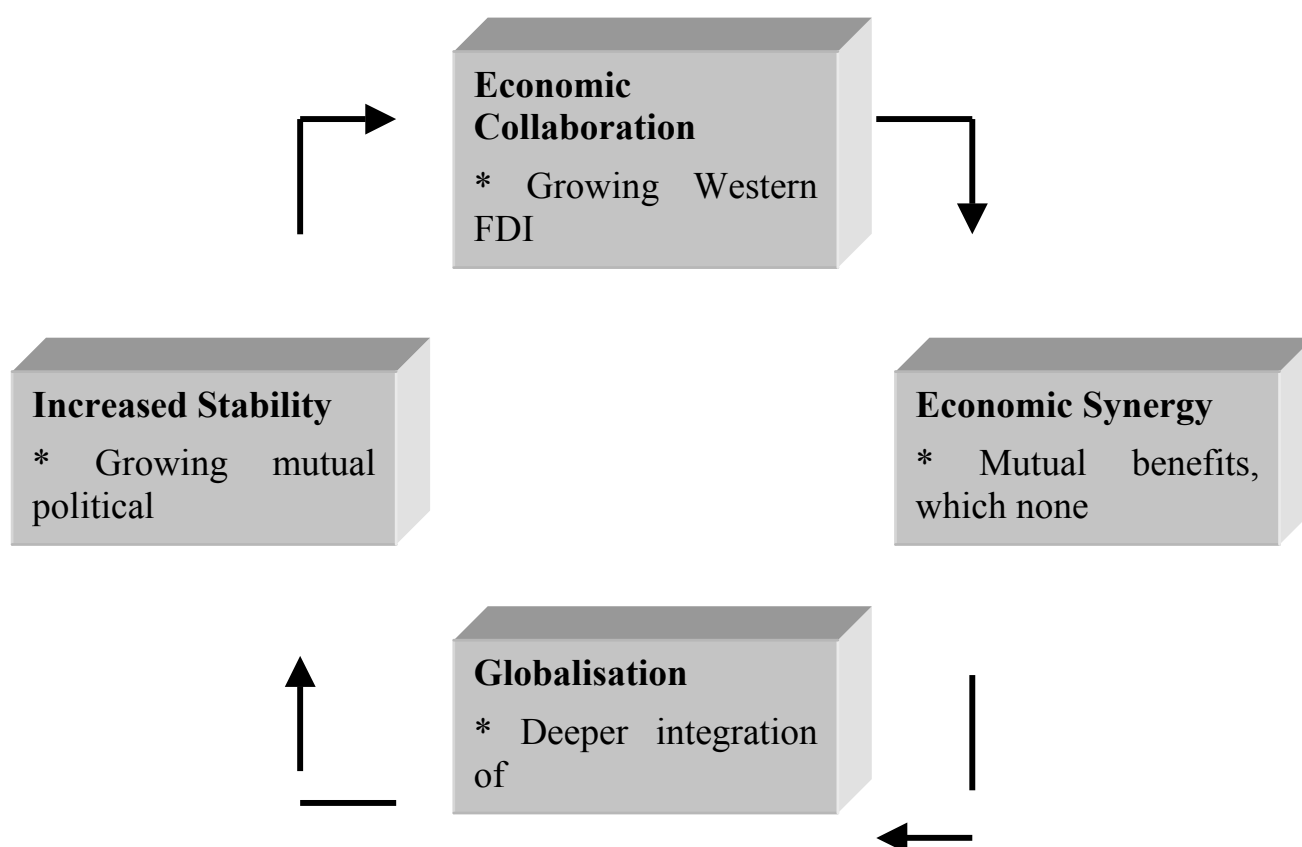 Economic
Collaboration
* Growing Western
FDI
Increased Stability
* Growing mutual
political
Economic Synergy
* Mutual benefits,
which none
Globalisation
* Deeper integration
of